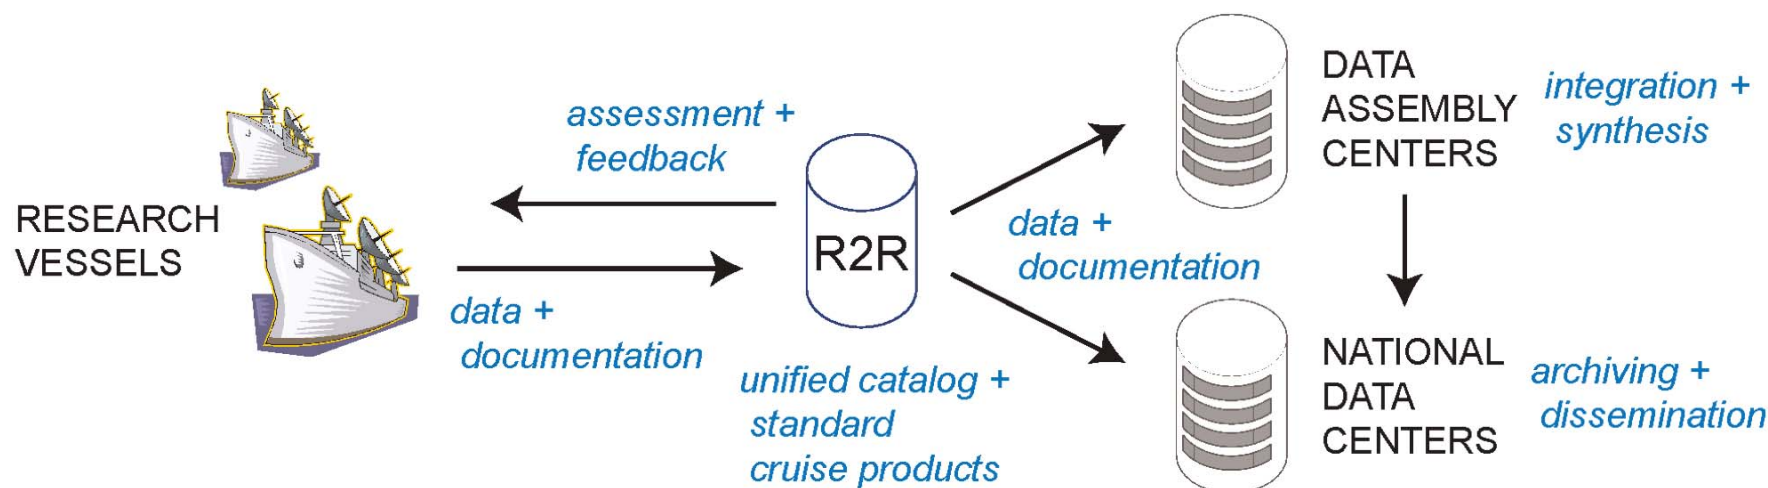 RESEARCH
VESSELS
assessment +
feedback
data +
documentation
R2R
unified catalog +
standard
cruise products
data +
documentation
DATA
ASSEMBLY
CENTERS
integration +
synthesis
NATIONAL
DATA
CENTERS
archiving +
dissemination